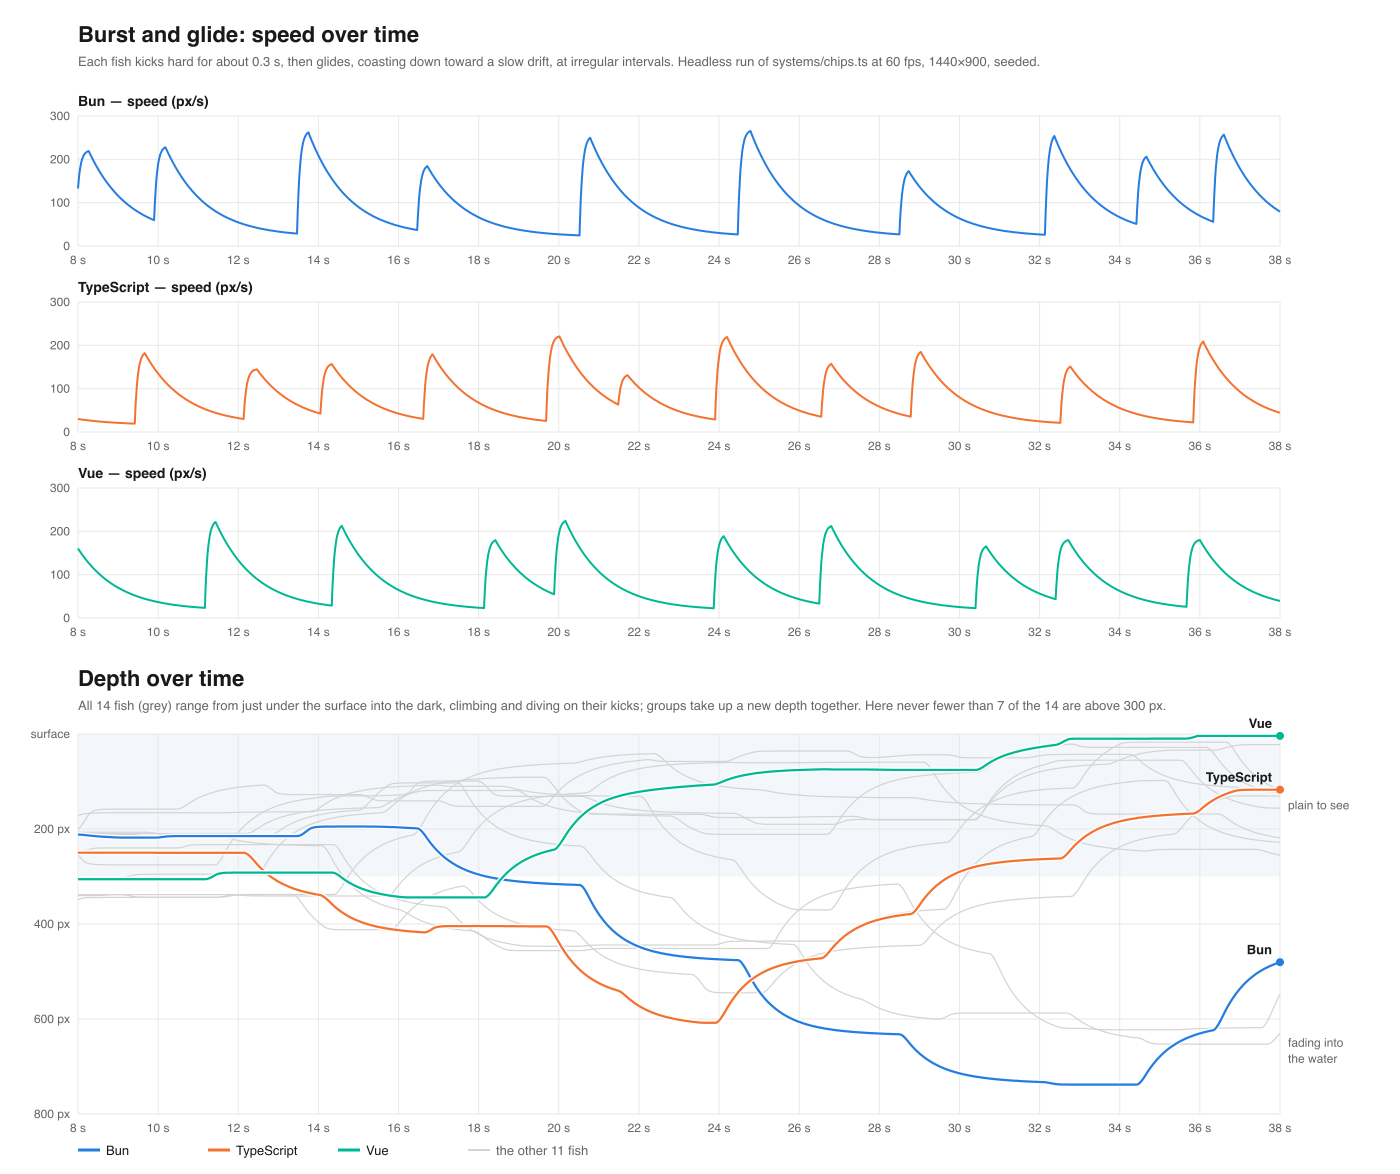 Burst and glide: speed over time
Each fish kicks hard for about 0.3 s, then glides, coasting down toward a slow drift, at irregular intervals. Headless run of systems/chips.ts at 60 fps, 1440×900, seeded.
Bun — speed (px/s)
300
200
100
0
8 s 10 s 12 s 14 s 16 s 18 s 20 s 22 s 24 s 26 s 28 s 30 s 32 s 34 s 36 s 38 s
TypeScript — speed (px/s)
300
200
100
0
8 s 10 s 12 s 14 s 16 s 18 s 20 s 22 s 24 s 26 s 28 s 30 s 32 s 34 s 36 s 38 s
Vue — speed (px/s)
300
200
100
0
8 s 10 s 12 s 14 s 16 s 18 s 20 s 22 s 24 s 26 s 28 s 30 s 32 s 34 s 36 s 38 s
Depth over time
All 14 fish (grey) range from just under the surface into the dark, climbing and diving on their kicks; groups take up a new depth together. Here never fewer than 7 of the 14 are above 300 px.
Vue
surface
TypeScript
plain to see
200 px
400 px
Bun
600 px
fading into
the water
800 px
8 s 10 s 12 s 14 s 16 s 18 s 20 s 22 s 24 s 26 s 28 s 30 s 32 s 34 s 36 s 38 s
Bun TypeScript Vue the other 11 fish